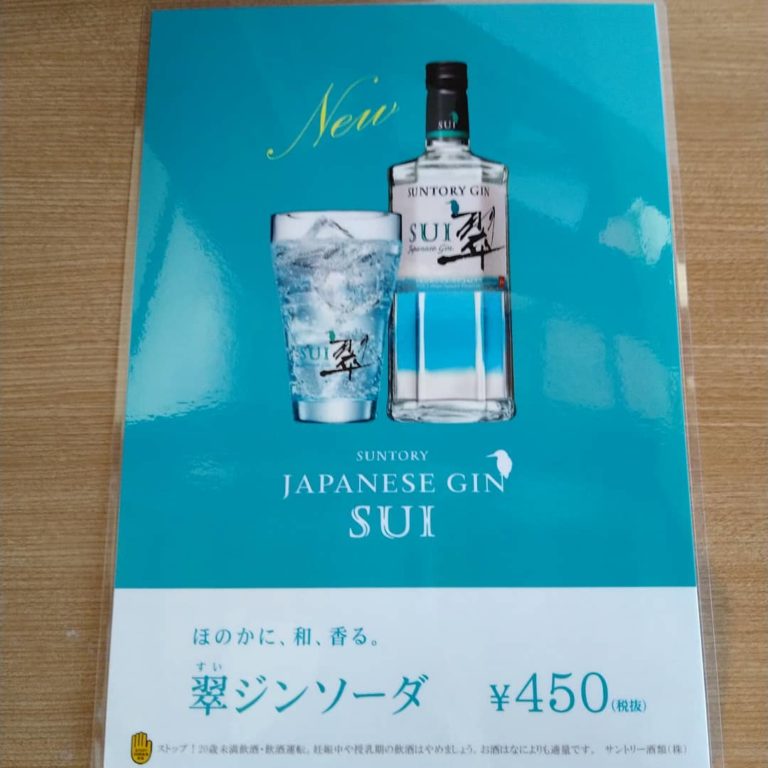 New
SUI
SUNTORY GIN
SUI 翠
Japanese Gin
SUI 翠
SUNTORY
JAPANESE GIN
SUI
ほのかに、和、香る。
すい
翠ジンソーダ ¥450(税抜)
ストップ!20歳未満飲酒・飲酒運転。妊娠中や授乳期の飲酒はやめましょう。お酒はなによりも適量です。 サントリー酒類(株)